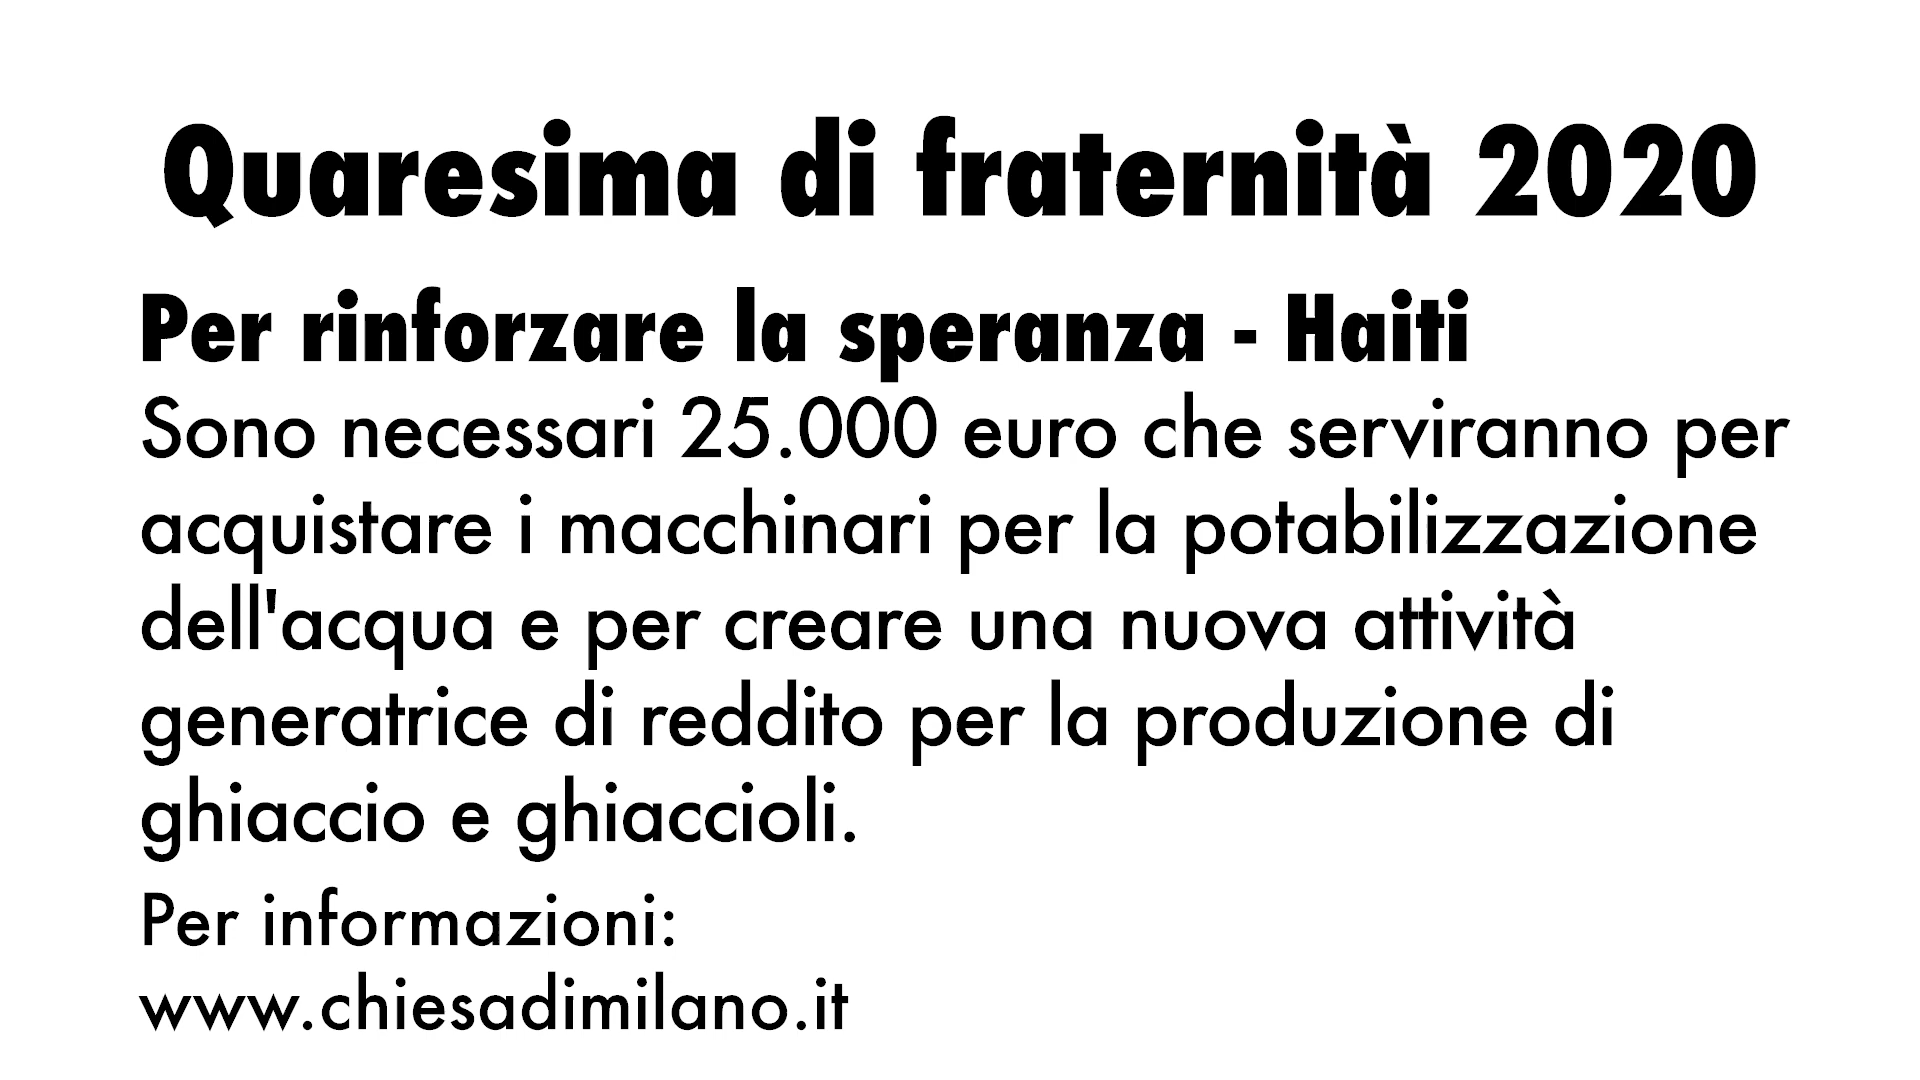 Quaresima di fraternità 2020
Per rinforzare la speranza - Haiti
Sono necessari 25.000 euro che serviranno per
acquistare i macchinari per la potabilizzazione
dell'acqua e per creare una nuova attività
generatrice di reddito per la produzione di
ghiaccio e ghiaccioli.
Per informazioni:
www.chiesadimilano.it